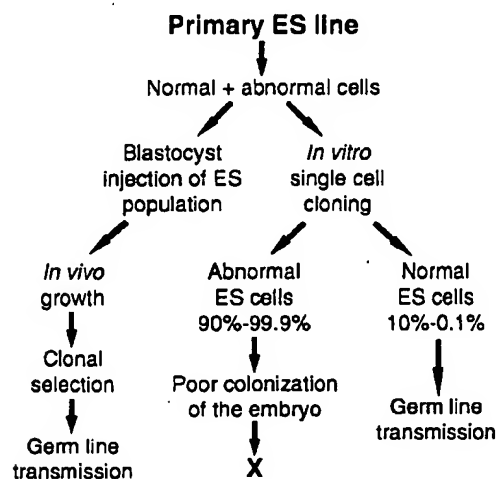 Primary ES line
Normal + abnormal cells
Blastocyst
injection of ES
population
In vitro
single cell
cloning
In vivo
growth
Abnormal
ES cells
90%-99.9%
Normal
ES cells
10%-0.1%
Clonal
selection
Poor colonization
of the embryo
Germ line
transmission
Germ line
transmission
X